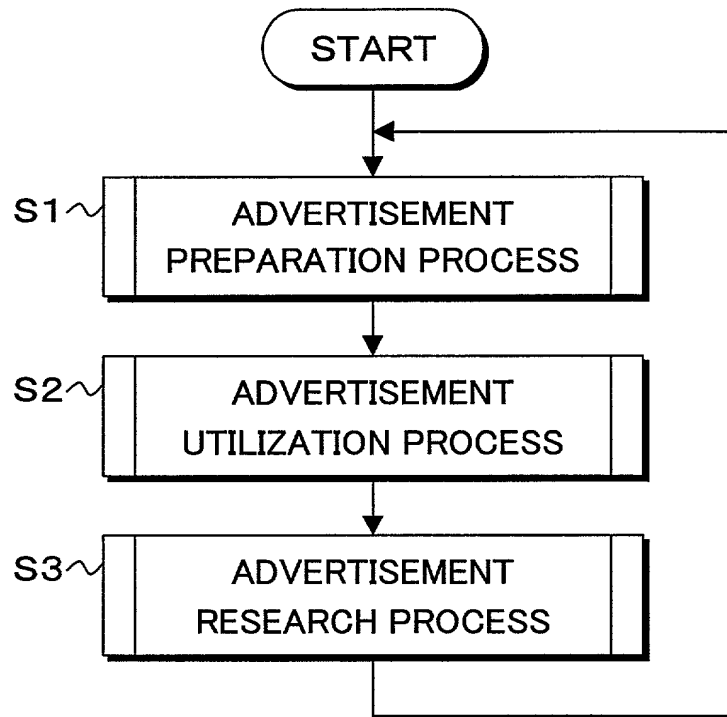 START
S1
ADVERTISEMENT
PREPARATION PROCESS
S2
ADVERTISEMENT
UTILIZATION PROCESS
S3
ADVERTISEMENT
RESEARCH PROCESS